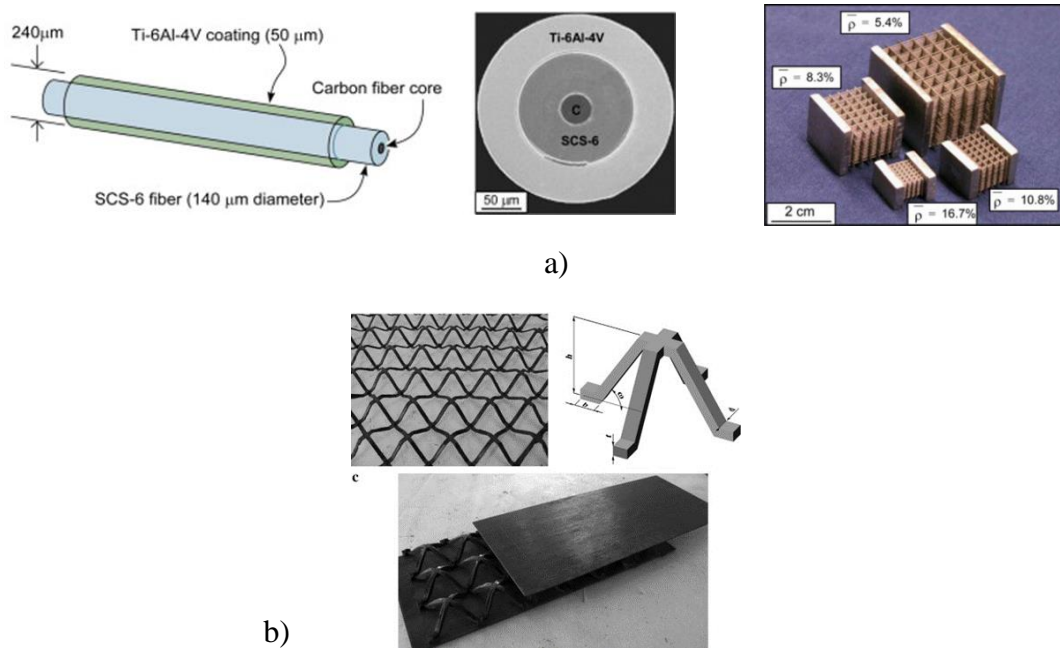 240μm
Ti-6Al-4V coating (50 μm)
Carbon fiber core
SCS-6 fiber (140 μm diameter)
Ti-6Al-4V
C
SCS-6
50 μm
ρ̅ = 5.4%
ρ̅ = 8.3%
ρ̅ = 10.8%
ρ̅ = 16.7%
2 cm
a)
h
b
ω
t
c
b)